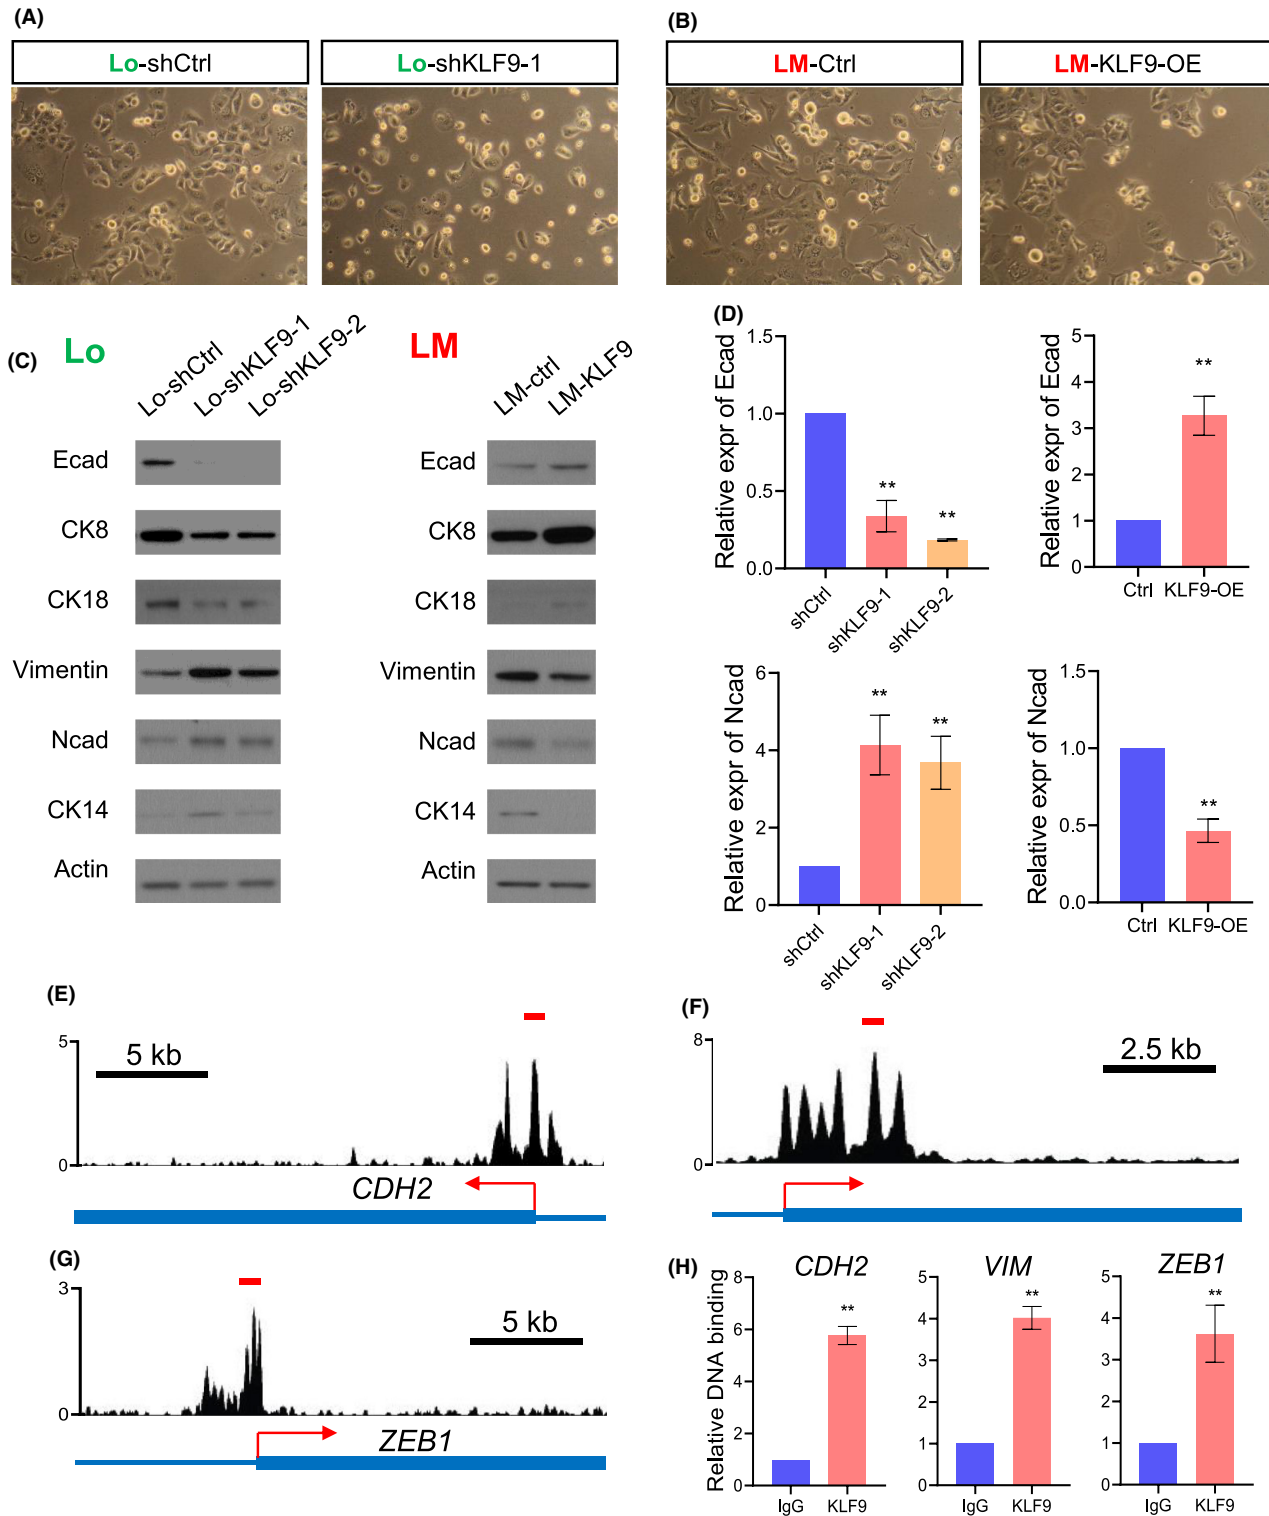 (A)
Lo-shCtrl
Lo-shKLF9-1
(B)
LM-Ctrl
LM-KLF9-OE
(C)
Lo
Lo-shCtrl
Lo-shKLF9-1
Lo-shKLF9-2
Ecad
CK8
CK18
Vimentin
Ncad
CK14
Actin
LM
LM-ctrl
LM-KLF9
Ecad
CK8
CK18
Vimentin
Ncad
CK14
Actin
(D)
Relative expr of Ecad
1.5
1.0
0.5
0.0
**
**
shCtrl
shKLF9-1
shKLF9-2
Relative expr of Ecad
5
4
3
2
1
0
**
Ctrl KLF9-OE
Relative expr of Ncad
6
4
2
0
**
**
shCtrl
shKLF9-1
shKLF9-2
Relative expr of Ncad
1.5
1.0
0.5
0.0
**
Ctrl KLF9-OE
(E)
5
5 kb
0
CDH2
(F)
8
2.5 kb
0
(G)
3
5 kb
0
ZEB1
(H)
Relative DNA binding
CDH2
8
6
4
2
0
**
IgG KLF9
VIM
5
4
3
2
1
0
**
IgG KLF9
ZEB1
5
4
3
2
1
0
**
IgG KLF9